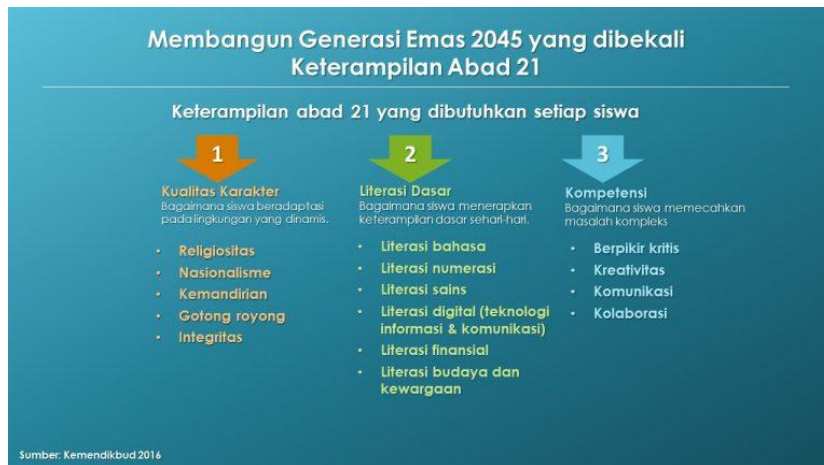 Membangun Generasi Emas 2045 yang dibekali
Keterampilan Abad 21
Keterampilan abad 21 yang dibutuhkan setiap siswa
1
Kualitas Karakter
Bagaimana siswa beradaptasi
pada lingkungan yang dinamis.
• Religiositas
• Nasionalisme
• Kemandirian
• Gotong royong
• Integritas
2
Literasi Dasar
Bagaimana siswa menerapkan
keterampilan dasar sehari-hari.
• Literasi bahasa
• Literasi numerasi
• Literasi sains
• Literasi digital (teknologi
informasi & komunikasi)
• Literasi finansial
• Literasi budaya dan
kewargaan
3
Kompetensi
Bagaimana siswa memecahkan
masalah kompleks
• Berpikir kritis
• Kreativitas
• Komunikasi
• Kolaborasi
Sumber: Kemendikbud 2016